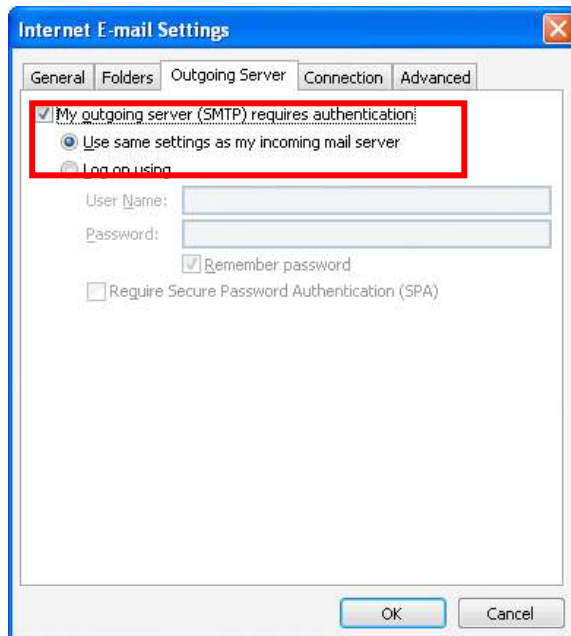 Internet E-mail Settings
General Folders Outgoing Server Connection Advanced
My outgoing server (SMTP) requires authentication
Use same settings as my incoming mail server
Log on using
User Name:
Password:
Remember password
Require Secure Password Authentication (SPA)
OK Cancel